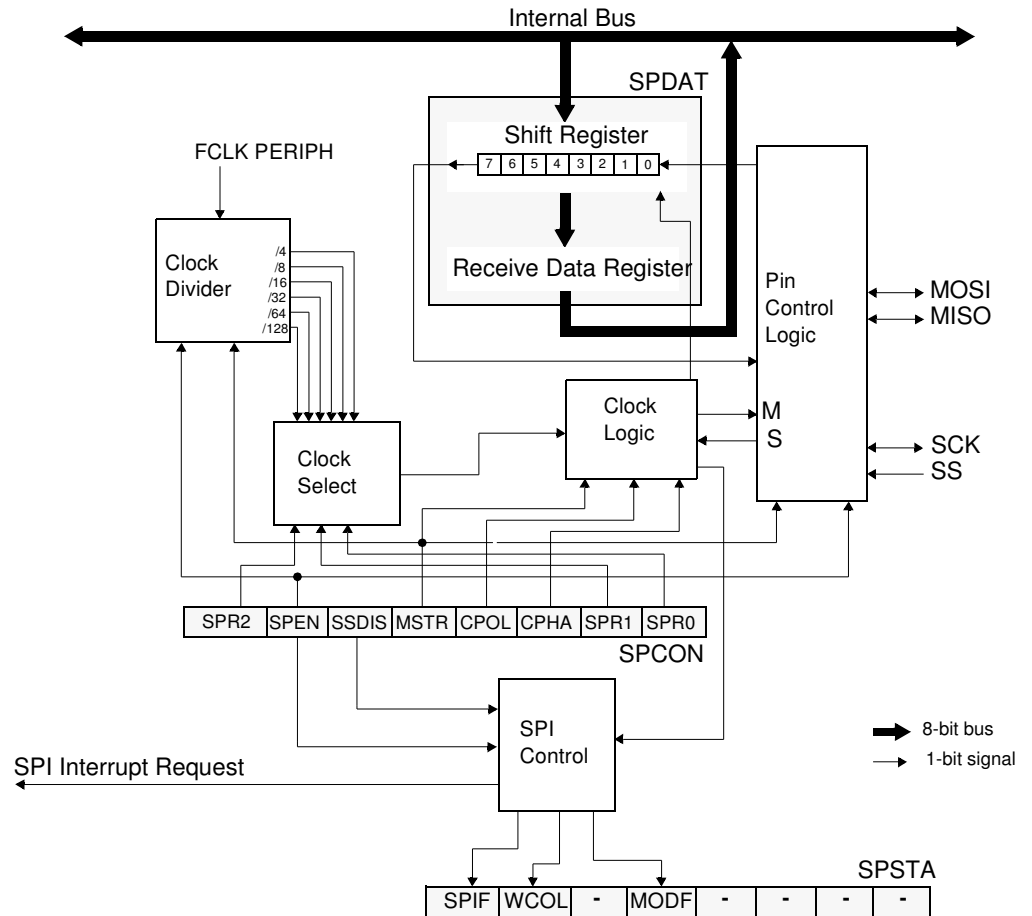 Internal Bus
SPDAT
Shift Register
7 6 5 4 3 2 1 0
FCLK PERIPH
Clock
Divider
/4
/8
/16
/32
/64
/128
Receive Data Register
Pin
Control
Logic
MOSI
MISO
Clock
Logic
M
S
SCK
SS
Clock
Select
SPR2 SPEN SSDIS MSTR CPOL CPHA SPR1 SPR0
SPCON
SPI
Control
8-bit bus
1-bit signal
SPI Interrupt Request
SPSTA
SPIF WCOL - MODF - - - -